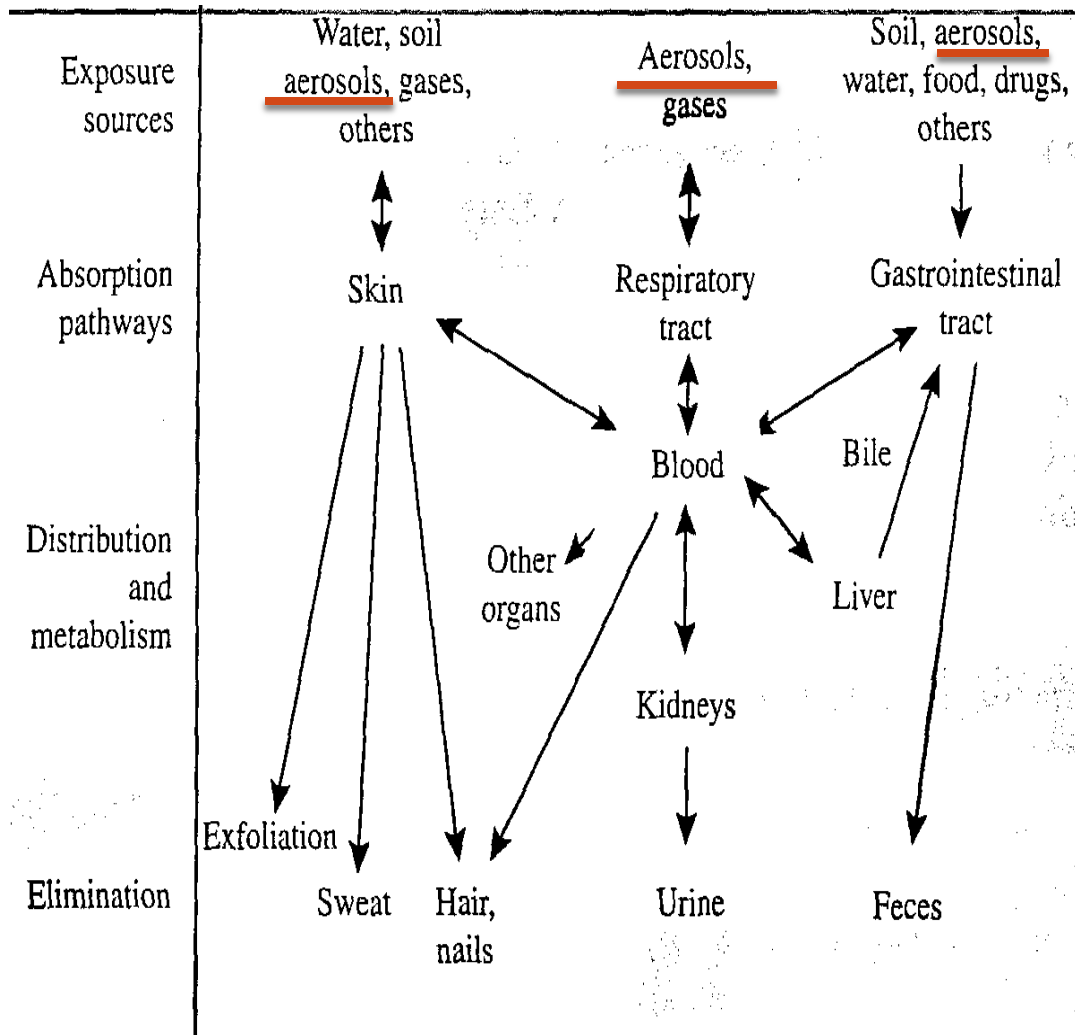 Exposure
sources
Water, soil
aerosols, gases,
others
Aerosols,
gases
Soil, aerosols,
water, food, drugs,
others
Absorption
pathways
Skin
Respiratory
tract
Gastrointestinal
tract
Blood
Bile
Distribution
and
metabolism
Other
organs
Liver
Kidneys
Exfoliation
Elimination
Sweat
Hair,
nails
Urine
Feces